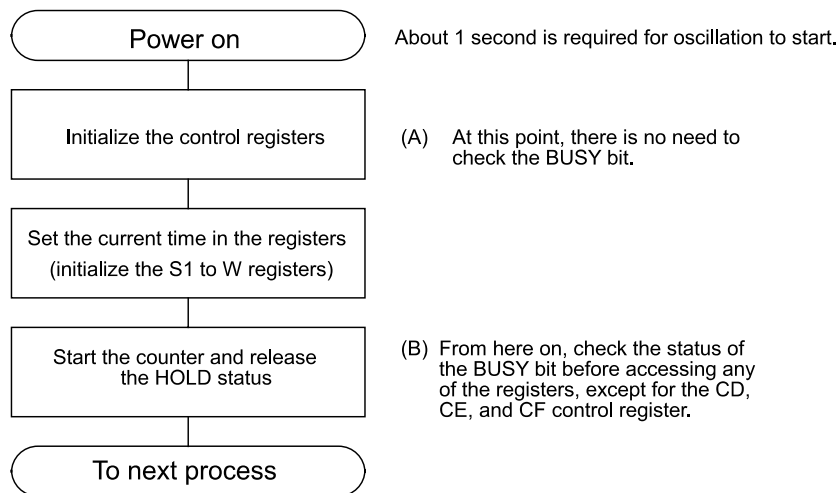 Power on
About 1 second is required for oscillation to start.
Initialize the control registers
(A) At this point, there is no need to
check the BUSY bit.
Set the current time in the registers
(initialize the S1 to W registers)
Start the counter and release
the HOLD status
(B) From here on, check the status of
the BUSY bit before accessing any
of the registers, except for the CD,
CE, and CF control register.
To next process